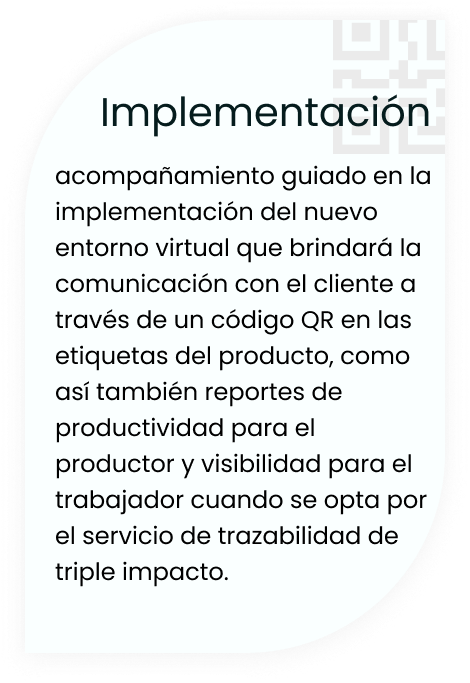 Implementación
acompañamiento guiado en la
implementación del nuevo
entorno virtual que brindará la
comunicación con el cliente a
través de un código QR en las
etiquetas del producto, como
así también reportes de
productividad para el
productor y visibilidad para el
trabajador cuando se opta por
el servicio de trazabilidad de
triple impacto.